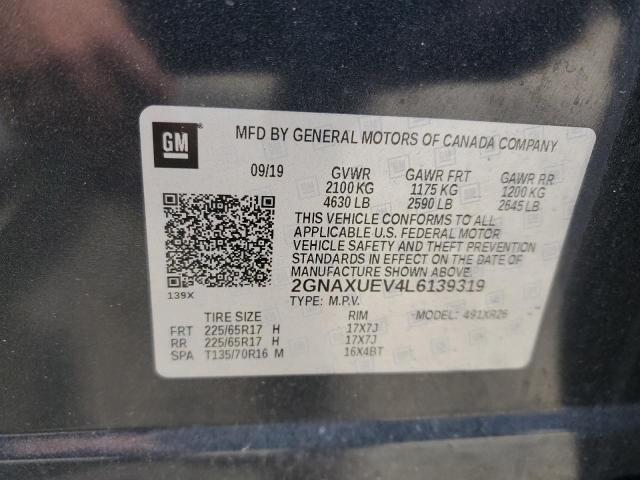 GM
MFD BY GENERAL MOTORS OF CANADA COMPANY
09/19 GVWR GAWR FRT GAWR RR
2100 KG 1175 KG 1200 KG
4630 LB 2590 LB 2645 LB
THIS VEHICLE CONFORMS TO ALL
APPLICABLE U.S. FEDERAL MOTOR
VEHICLE SAFETY AND THEFT PREVENTION
STANDARDS IN EFFECT ON THE DATE OF
MANUFACTURE SHOWN ABOVE.
139X 2GNAXUEV4L6139319
TYPE: M.P.V.
TIRE SIZE RIM MODEL: 491XR26
FRT 225/65R17 H 17X7J
RR 225/65R17 H 17X7J
SPA T135/70R16 M 16X4BT